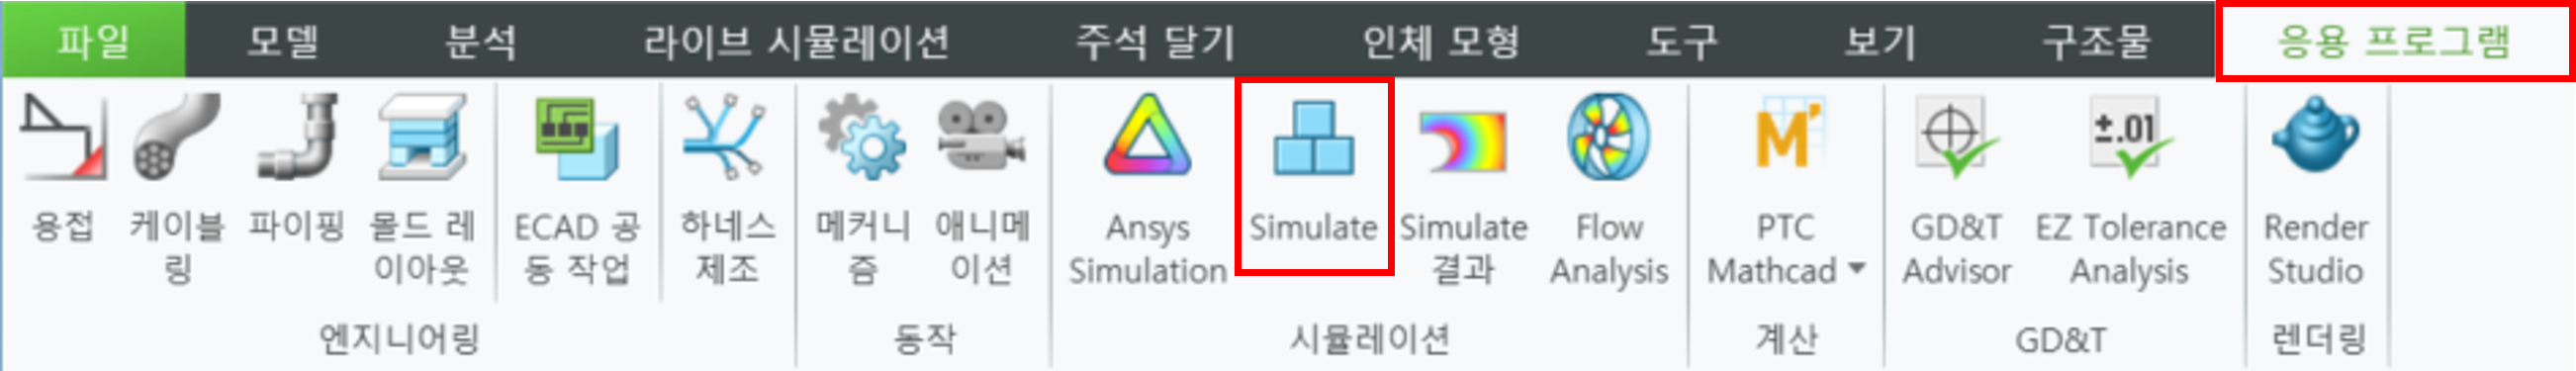 파일 모델 분석 라이브 시뮬레이션 주석 달기 인체 모형 도구 보기 구조물 응용 프로그램
±.01
M’
용접 케이블 파이핑 몰드 레 ECAD 공 하네스 메커니 애니메 Ansys Simulate Simulate Flow PTC GD&T EZ Tolerance Render
링 이아웃 동 작업 제조 즘 이션 Simulation 결과 Analysis Mathcad Advisor Analysis Studio
엔지니어링 동작 시뮬레이션 계산 GD&T 렌더링